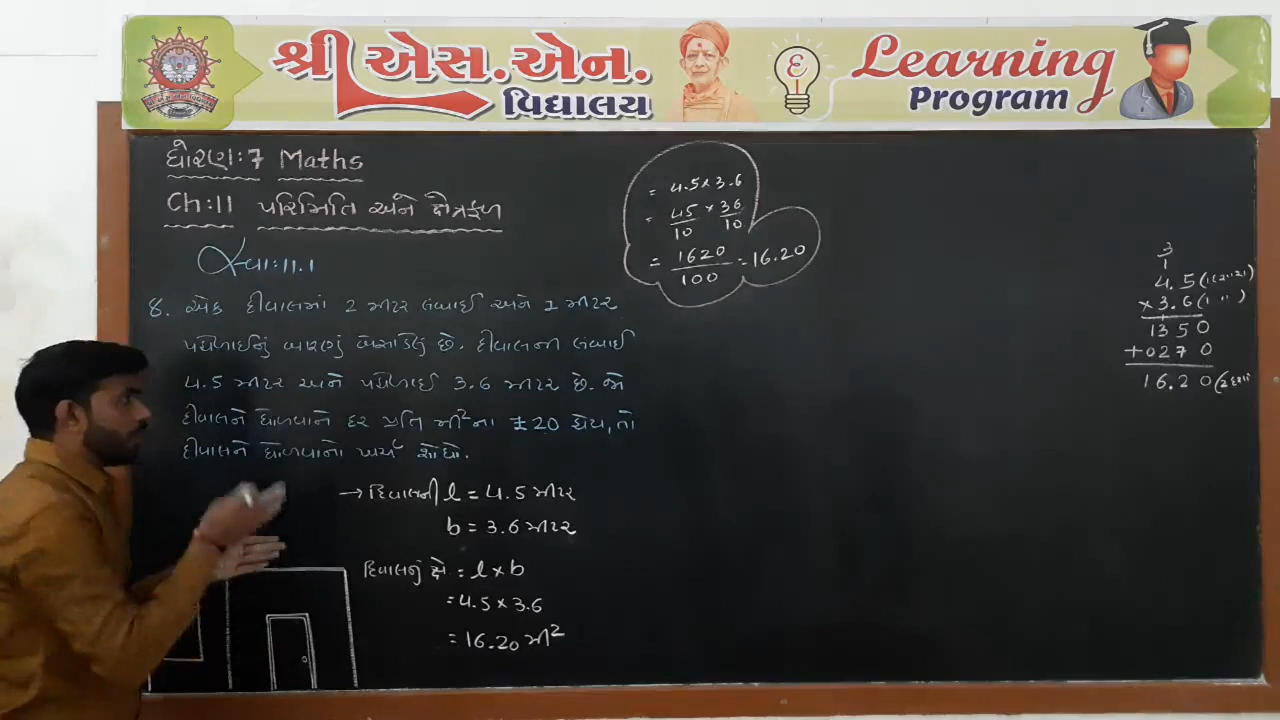 શ્રી એસ.એન.
વિદ્યાલય
Learning
Program
ધોરણ:7 Maths
Ch:11 પરિમિતિ અને ક્ષેત્રફળ
સ્વા:11.1
8. એક દીવાલમાં 2 મીટર લંબાઈ અને 1 મીટર
પહોળાઈનું બારણું બેસાડેલું છે. દીવાલની લંબાઈ
4.5 મીટર અને પહોળાઈ 3.6 મીટર છે. જો
દીવાલને ધોળવાનો દર પ્રતિ મી²ના ₹20 હોય, તો
દીવાલને ધોળવાનો ખર્ચ શોધો.
→ દિવાલની l = 4.5 મીટર
b = 3.6 મીટર
દિવાલનું ક્ષે = l × b
= 4.5 × 3.6
= 16.20 મી²
= 4.5 × 3.6
= 45/10 × 36/10
= 1620/100 = 16.20
3
1
4.5
× 3.6
1350
+0270
16.20